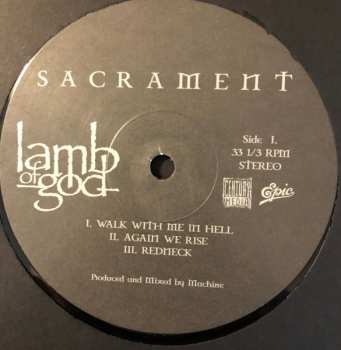 SACRAMENT
lamb
of god
Side: I.
33 1/3 RPM
STEREO
CENTURY
MEDIA
Epic
I. WALK WITH ME IN HELL
II. AGAIN WE RISE
III. REDNECK
Produced and Mixed by Machine